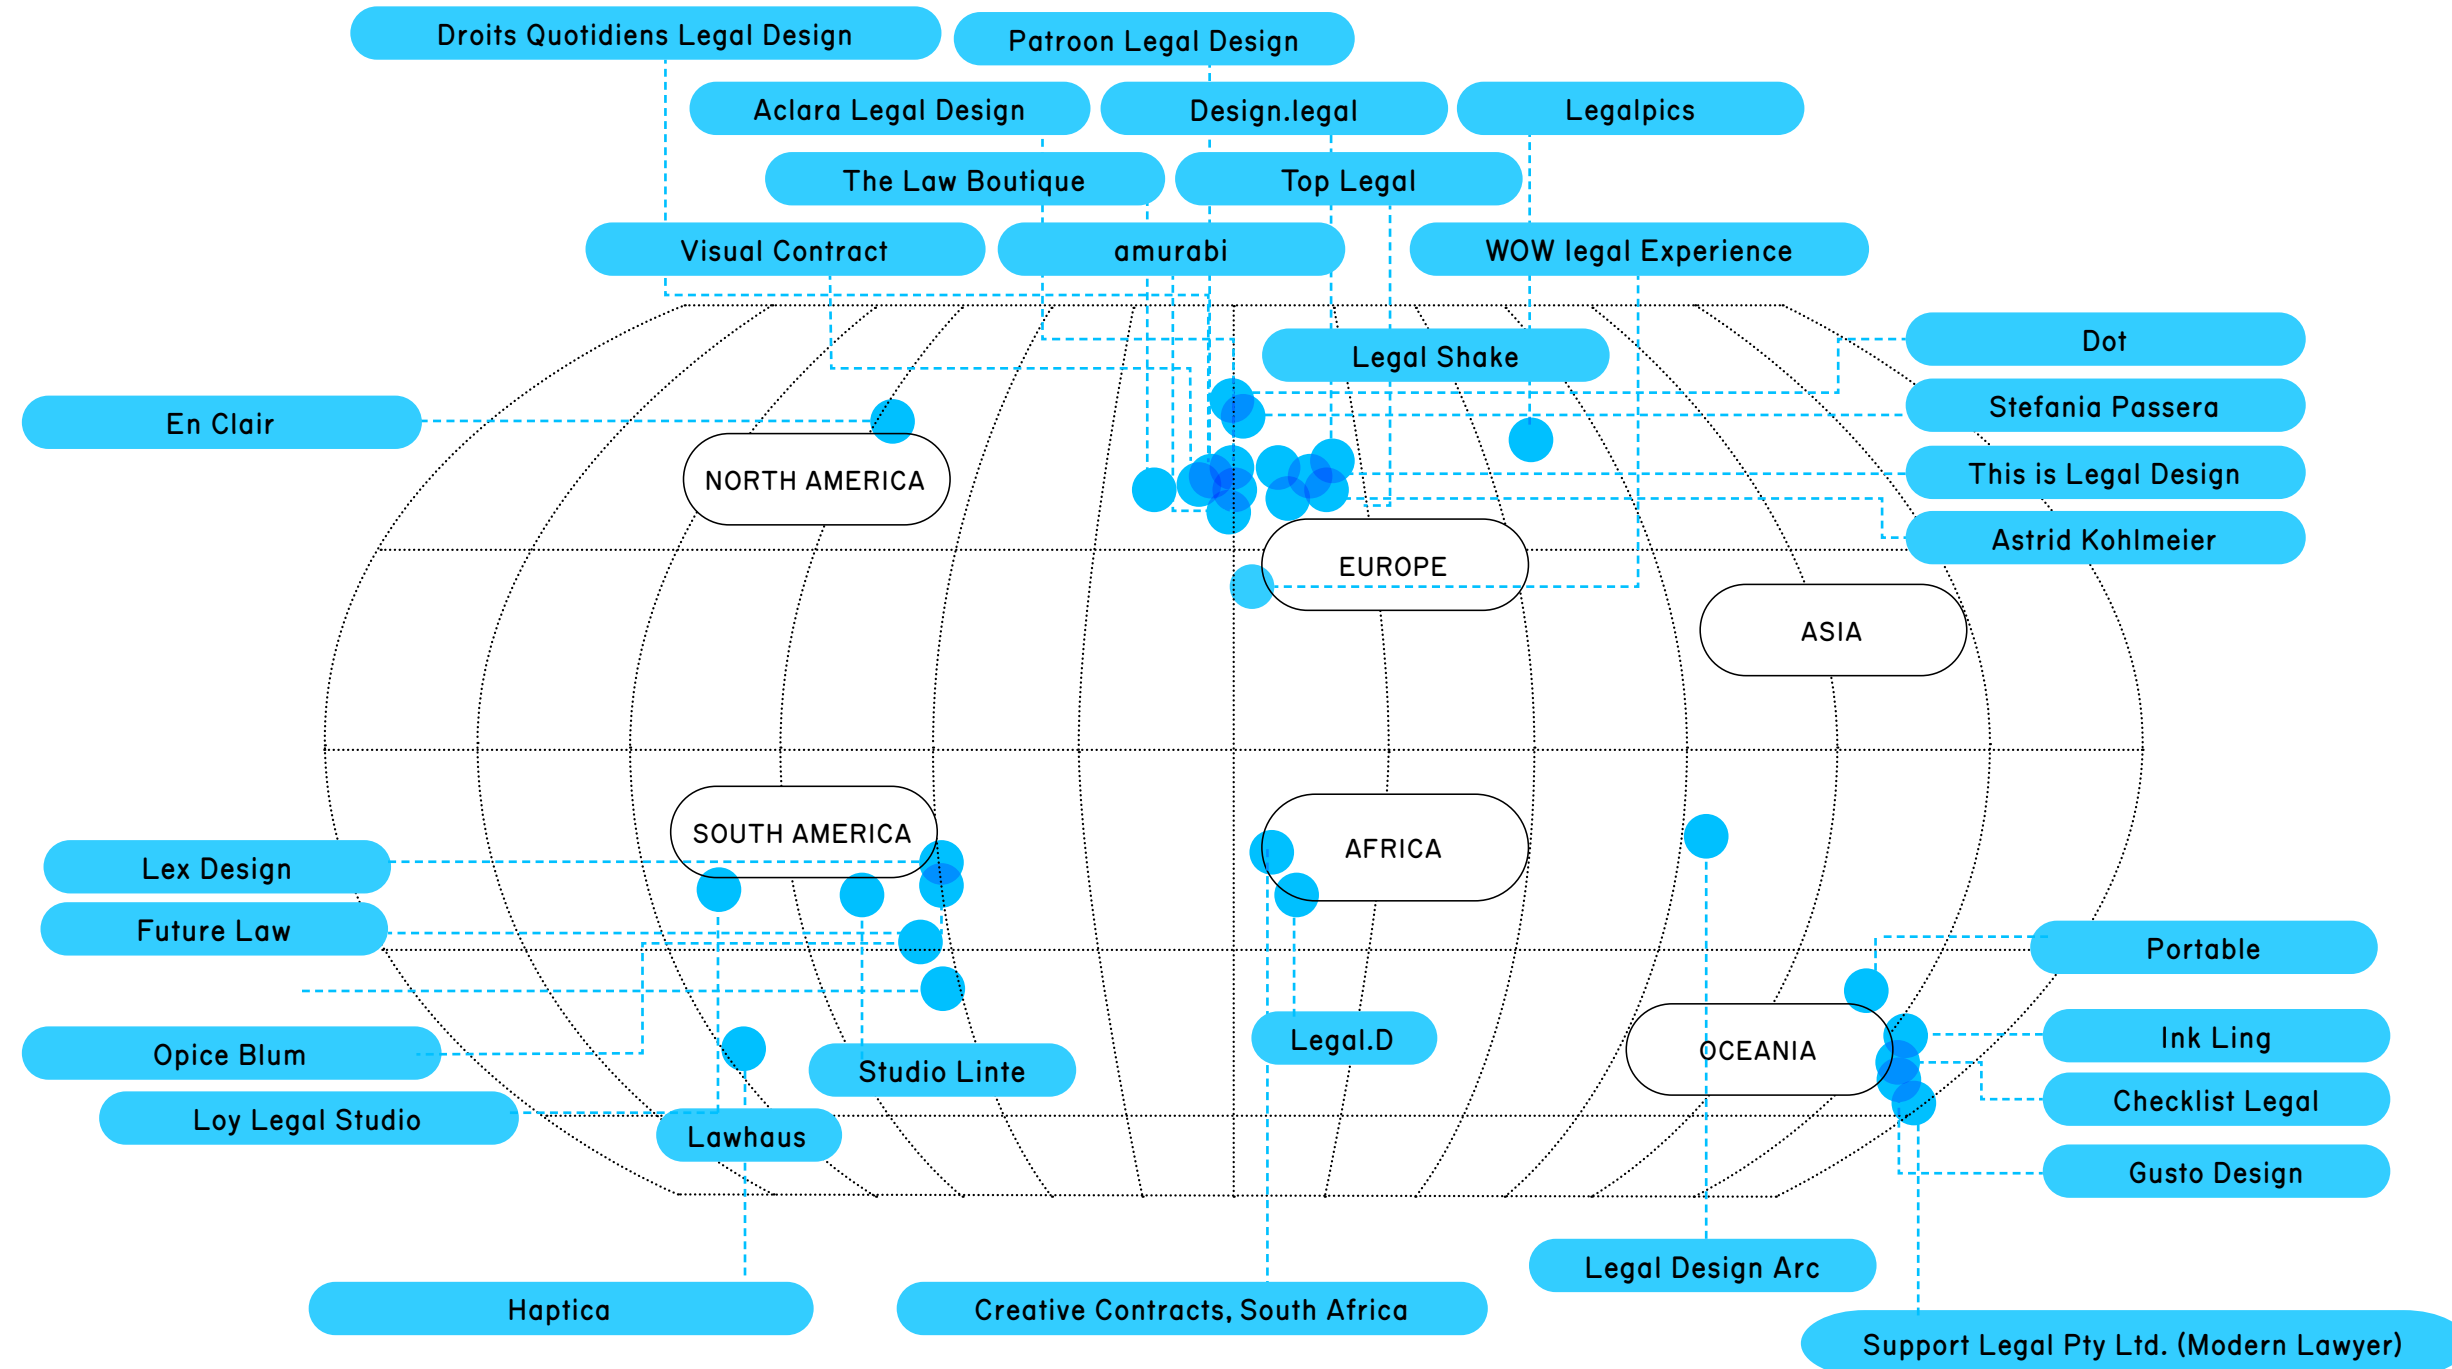 Droits Quotidiens Legal Design
Patroon Legal Design
Aclara Legal Design
Design.legal
Legalpics
The Law Boutique
Top Legal
Visual Contract
amurabi
WOW legal Experience
Dot
Legal Shake
Stefania Passera
En Clair
NORTH AMERICA
This is Legal Design
Astrid Kohlmeier
EUROPE
ASIA
SOUTH AMERICA
AFRICA
Lex Design
Future Law
Portable
Legal.D
Ink Ling
OCEANIA
Opice Blum
Studio Linte
Checklist Legal
Loy Legal Studio
Lawhaus
Gusto Design
Legal Design Arc
Haptica
Creative Contracts, South Africa
Support Legal Pty Ltd. (Modern Lawyer)